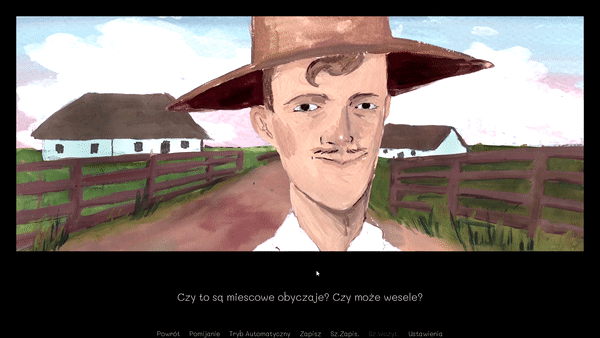 Czy to są miescowe obyczaje? Czy może wesele?
Powrót Pomijanie Tryb Automatyczny Zapisz Sz.Zapis. Sz.Wczyt. Ustawienia